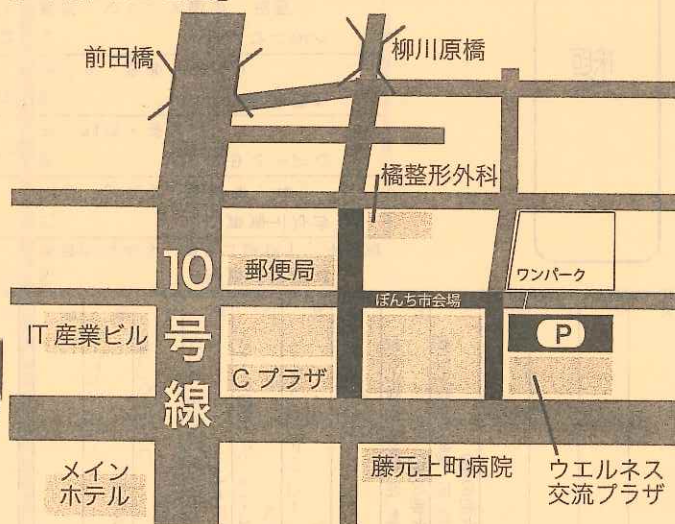 前田橋
柳川原橋
橘整形外科
10号線
郵便局
ワンパーク
ぼんち市会場
IT 産業ビル
P
C プラザ
メイン
ホテル
藤元上町病院
ウエルネス
交流プラザ